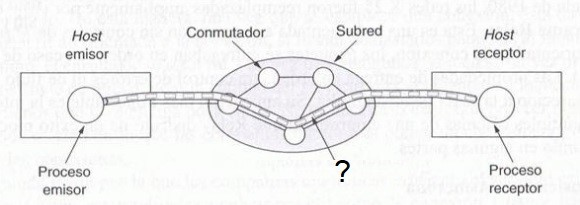 Host
emisor
Conmutador
Subred
Host
receptor
?
Proceso
emisor
Proceso
receptor